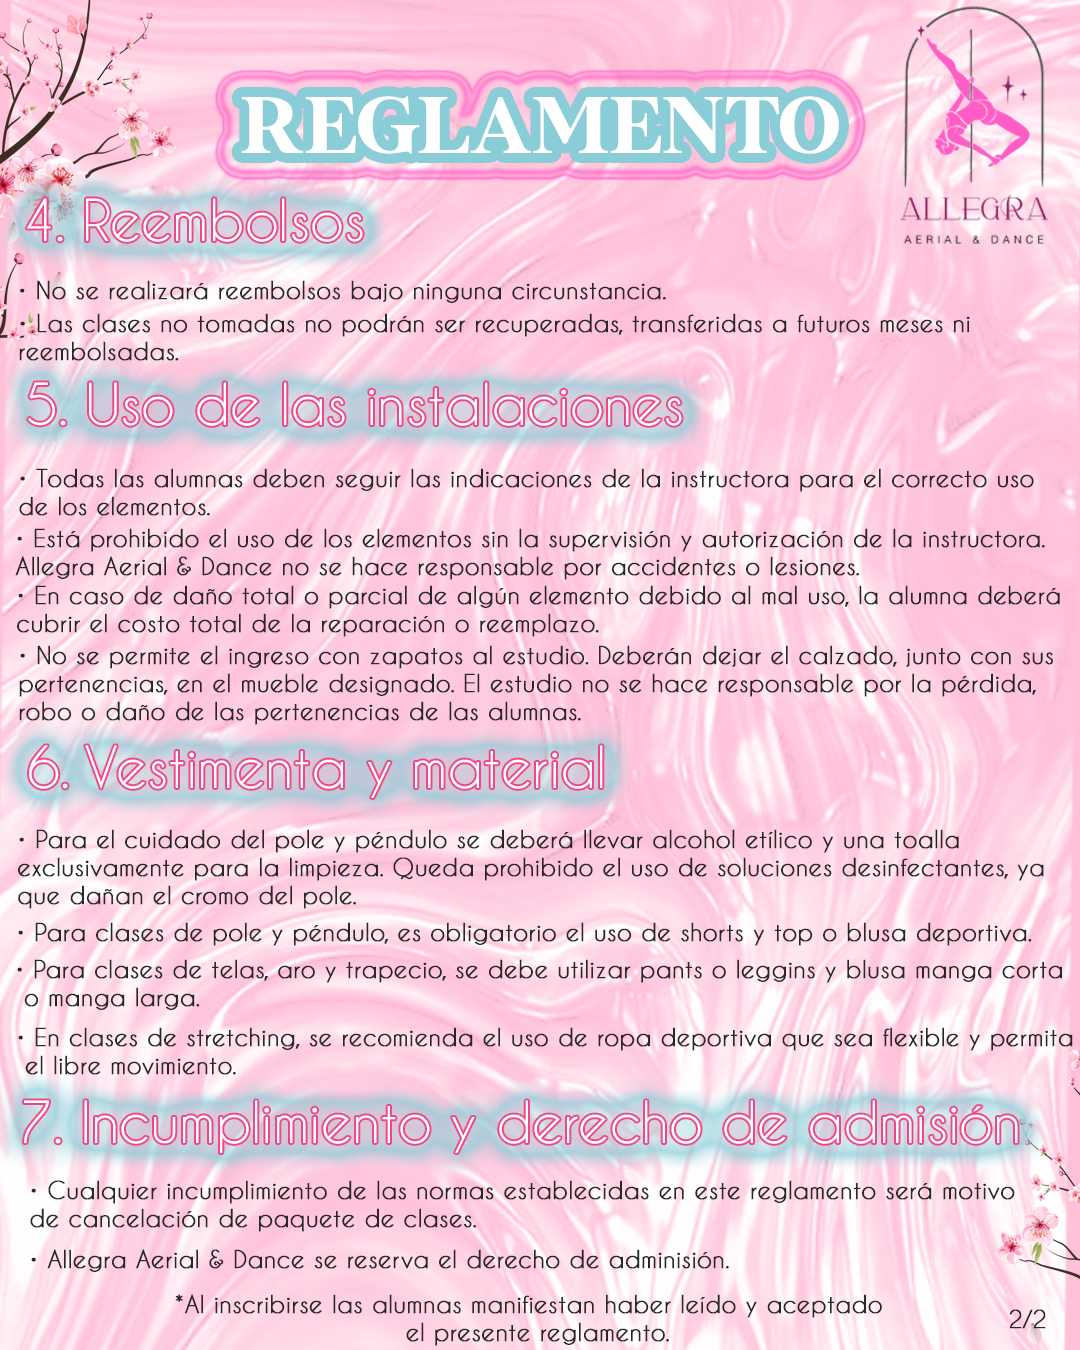 REGLAMENTO
ALLEGRA
AERIAL & DANCE
4. Reembolsos
• No se realizará reembolsos bajo ninguna circunstancia.
• Las clases no tomadas no podrán ser recuperadas, transferidas a futuros meses ni
reembolsadas.
5. Uso de las instalaciones
• Todas las alumnas deben seguir las indicaciones de la instructora para el correcto uso
de los elementos.
• Está prohibido el uso de los elementos sin la supervisión y autorización de la instructora.
Allegra Aerial & Dance no se hace responsable por accidentes o lesiones.
• En caso de daño total o parcial de algún elemento debido al mal uso, la alumna deberá
cubrir el costo total de la reparación o reemplazo.
• No se permite el ingreso con zapatos al estudio. Deberán dejar el calzado, junto con sus
pertenencias, en el mueble designado. El estudio no se hace responsable por la pérdida,
robo o daño de las pertenencias de las alumnas.
6. Vestimenta y material
• Para el cuidado del pole y péndulo se deberá llevar alcohol etílico y una toalla
exclusivamente para la limpieza. Queda prohibido el uso de soluciones desinfectantes, ya
que dañan el cromo del pole.
• Para clases de pole y péndulo, es obligatorio el uso de shorts y top o blusa deportiva.
• Para clases de telas, aro y trapecio, se debe utilizar pants o leggins y blusa manga corta
o manga larga.
• En clases de stretching, se recomienda el uso de ropa deportiva que sea flexible y permita
el libre movimiento.
7. Incumplimiento y derecho de admisión
• Cualquier incumplimiento de las normas establecidas en este reglamento será motivo
de cancelación de paquete de clases.
• Allegra Aerial & Dance se reserva el derecho de adminisión.
*Al inscribirse las alumnas manifiestan haber leído y aceptado
el presente reglamento.
2/2